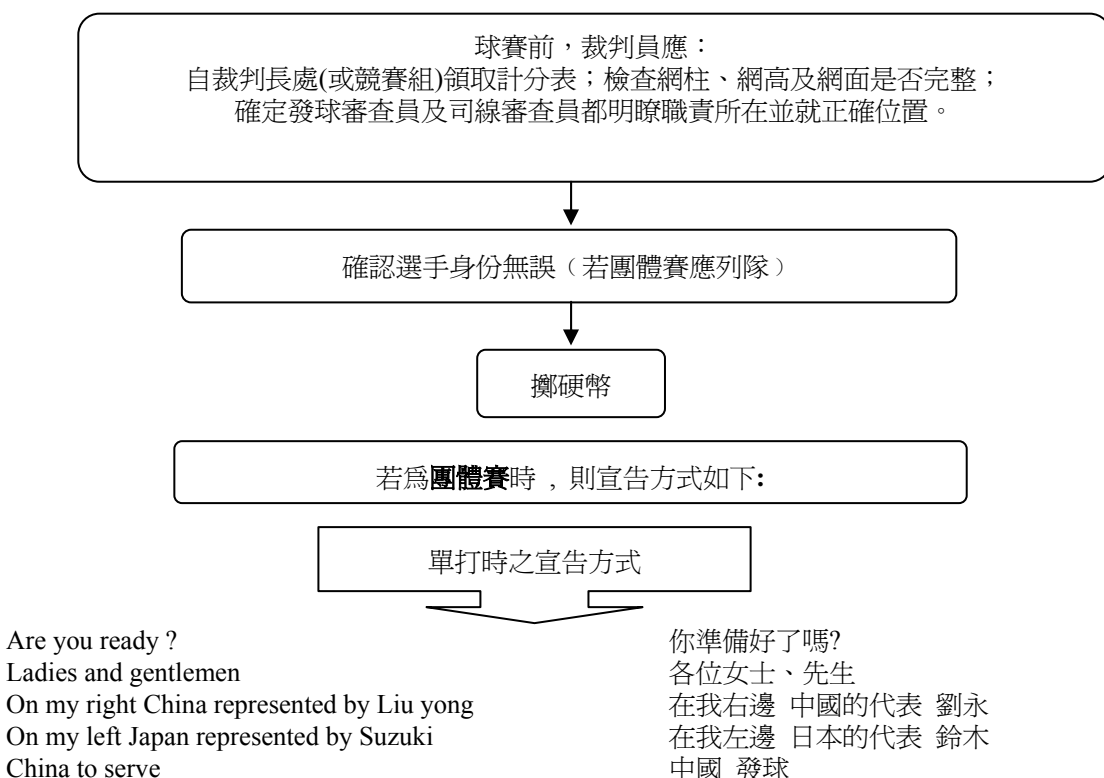 球賽前，裁判員應：
自裁判長處(或競賽組)領取計分表；檢查網柱、網高及網面是否完整；
確定發球審查員及司線審查員都明瞭職責所在並就正確位置。
確認選手身份無誤（若團體賽應列隊）
擲硬幣
若爲團體賽時，則宣告方式如下:
單打時之宣告方式
Are you ready ?
Ladies and gentlemen
On my right China represented by Liu yong
On my left Japan represented by Suzuki
China to serve
你準備好了嗎?
各位女士、先生
在我右邊 中國的代表 劉永
在我左邊 日本的代表 鈴木
中國 發球